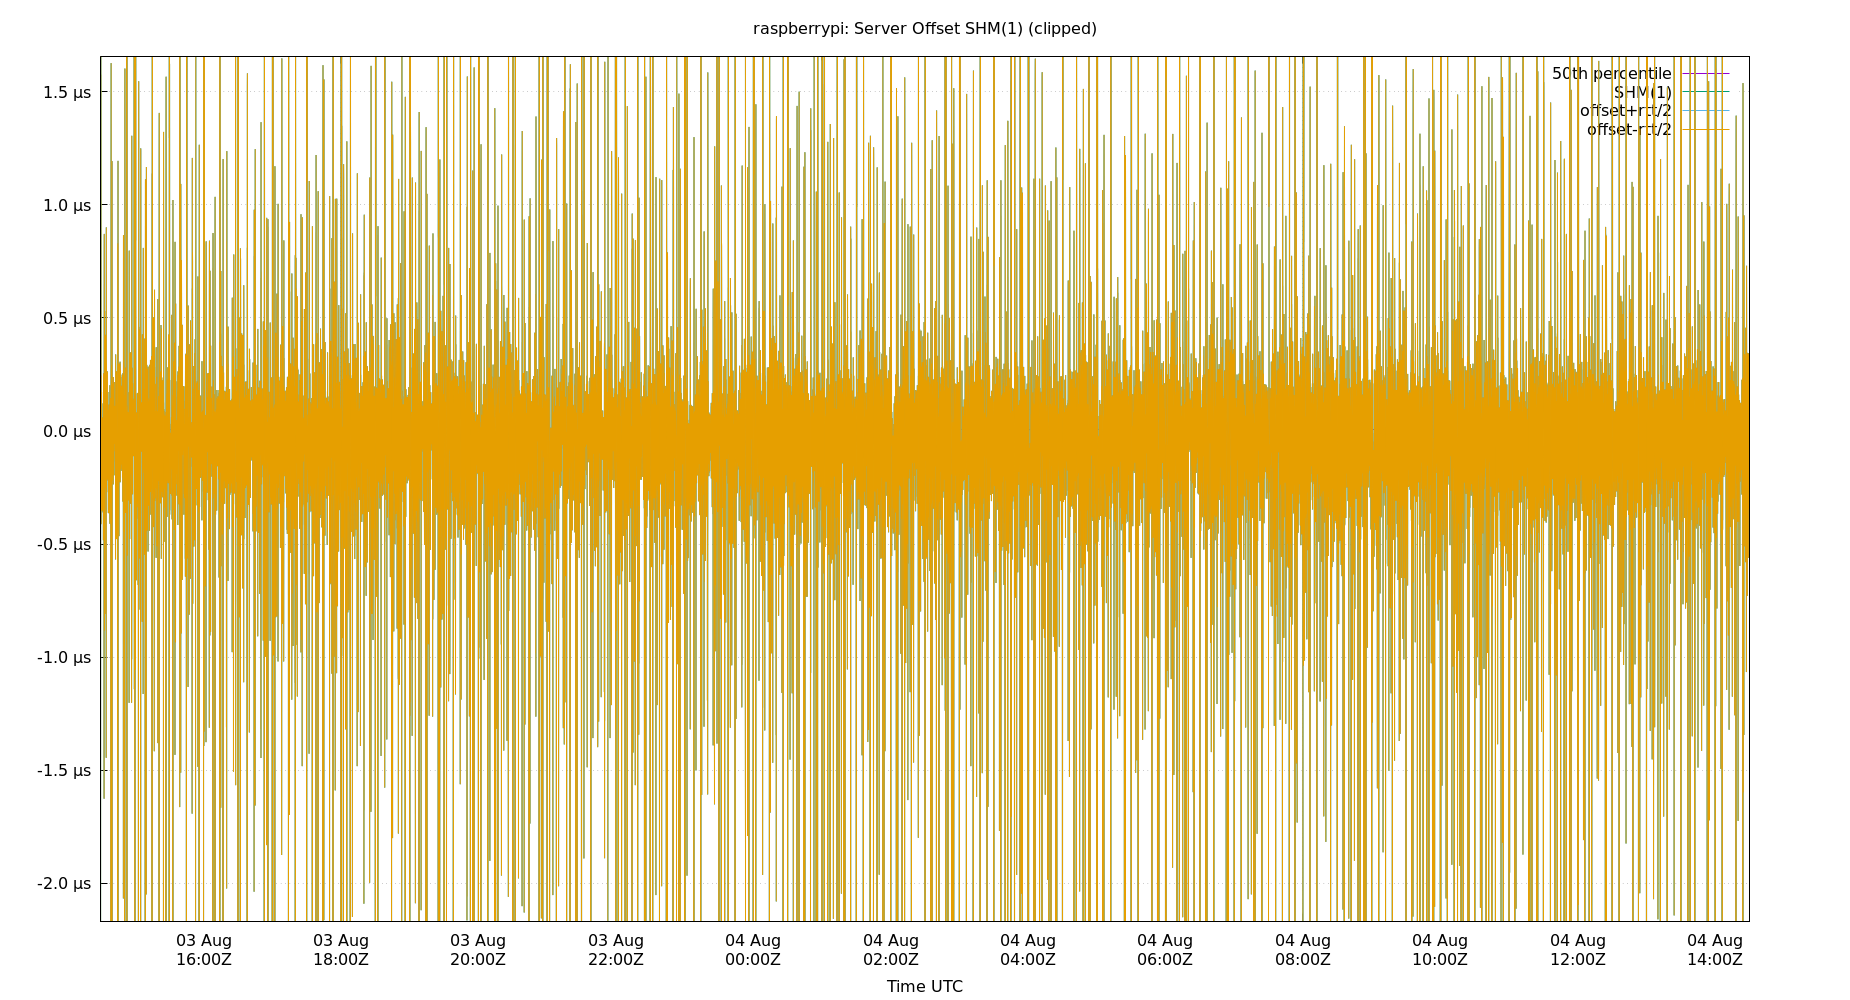 raspberrypi: Server Offset SHM(1) (clipped)
50th percentile
SHM(1)
offset+rtt/2
offset-rtt/2
1.5 µs
1.0 µs
0.5 µs
0.0 µs
-0.5 µs
-1.0 µs
-1.5 µs
-2.0 µs
03 Aug 03 Aug 03 Aug 03 Aug 04 Aug 04 Aug 04 Aug 04 Aug 04 Aug 04 Aug 04 Aug 04 Aug
16:00Z 18:00Z 20:00Z 22:00Z 00:00Z 02:00Z 04:00Z 06:00Z 08:00Z 10:00Z 12:00Z 14:00Z
Time UTC